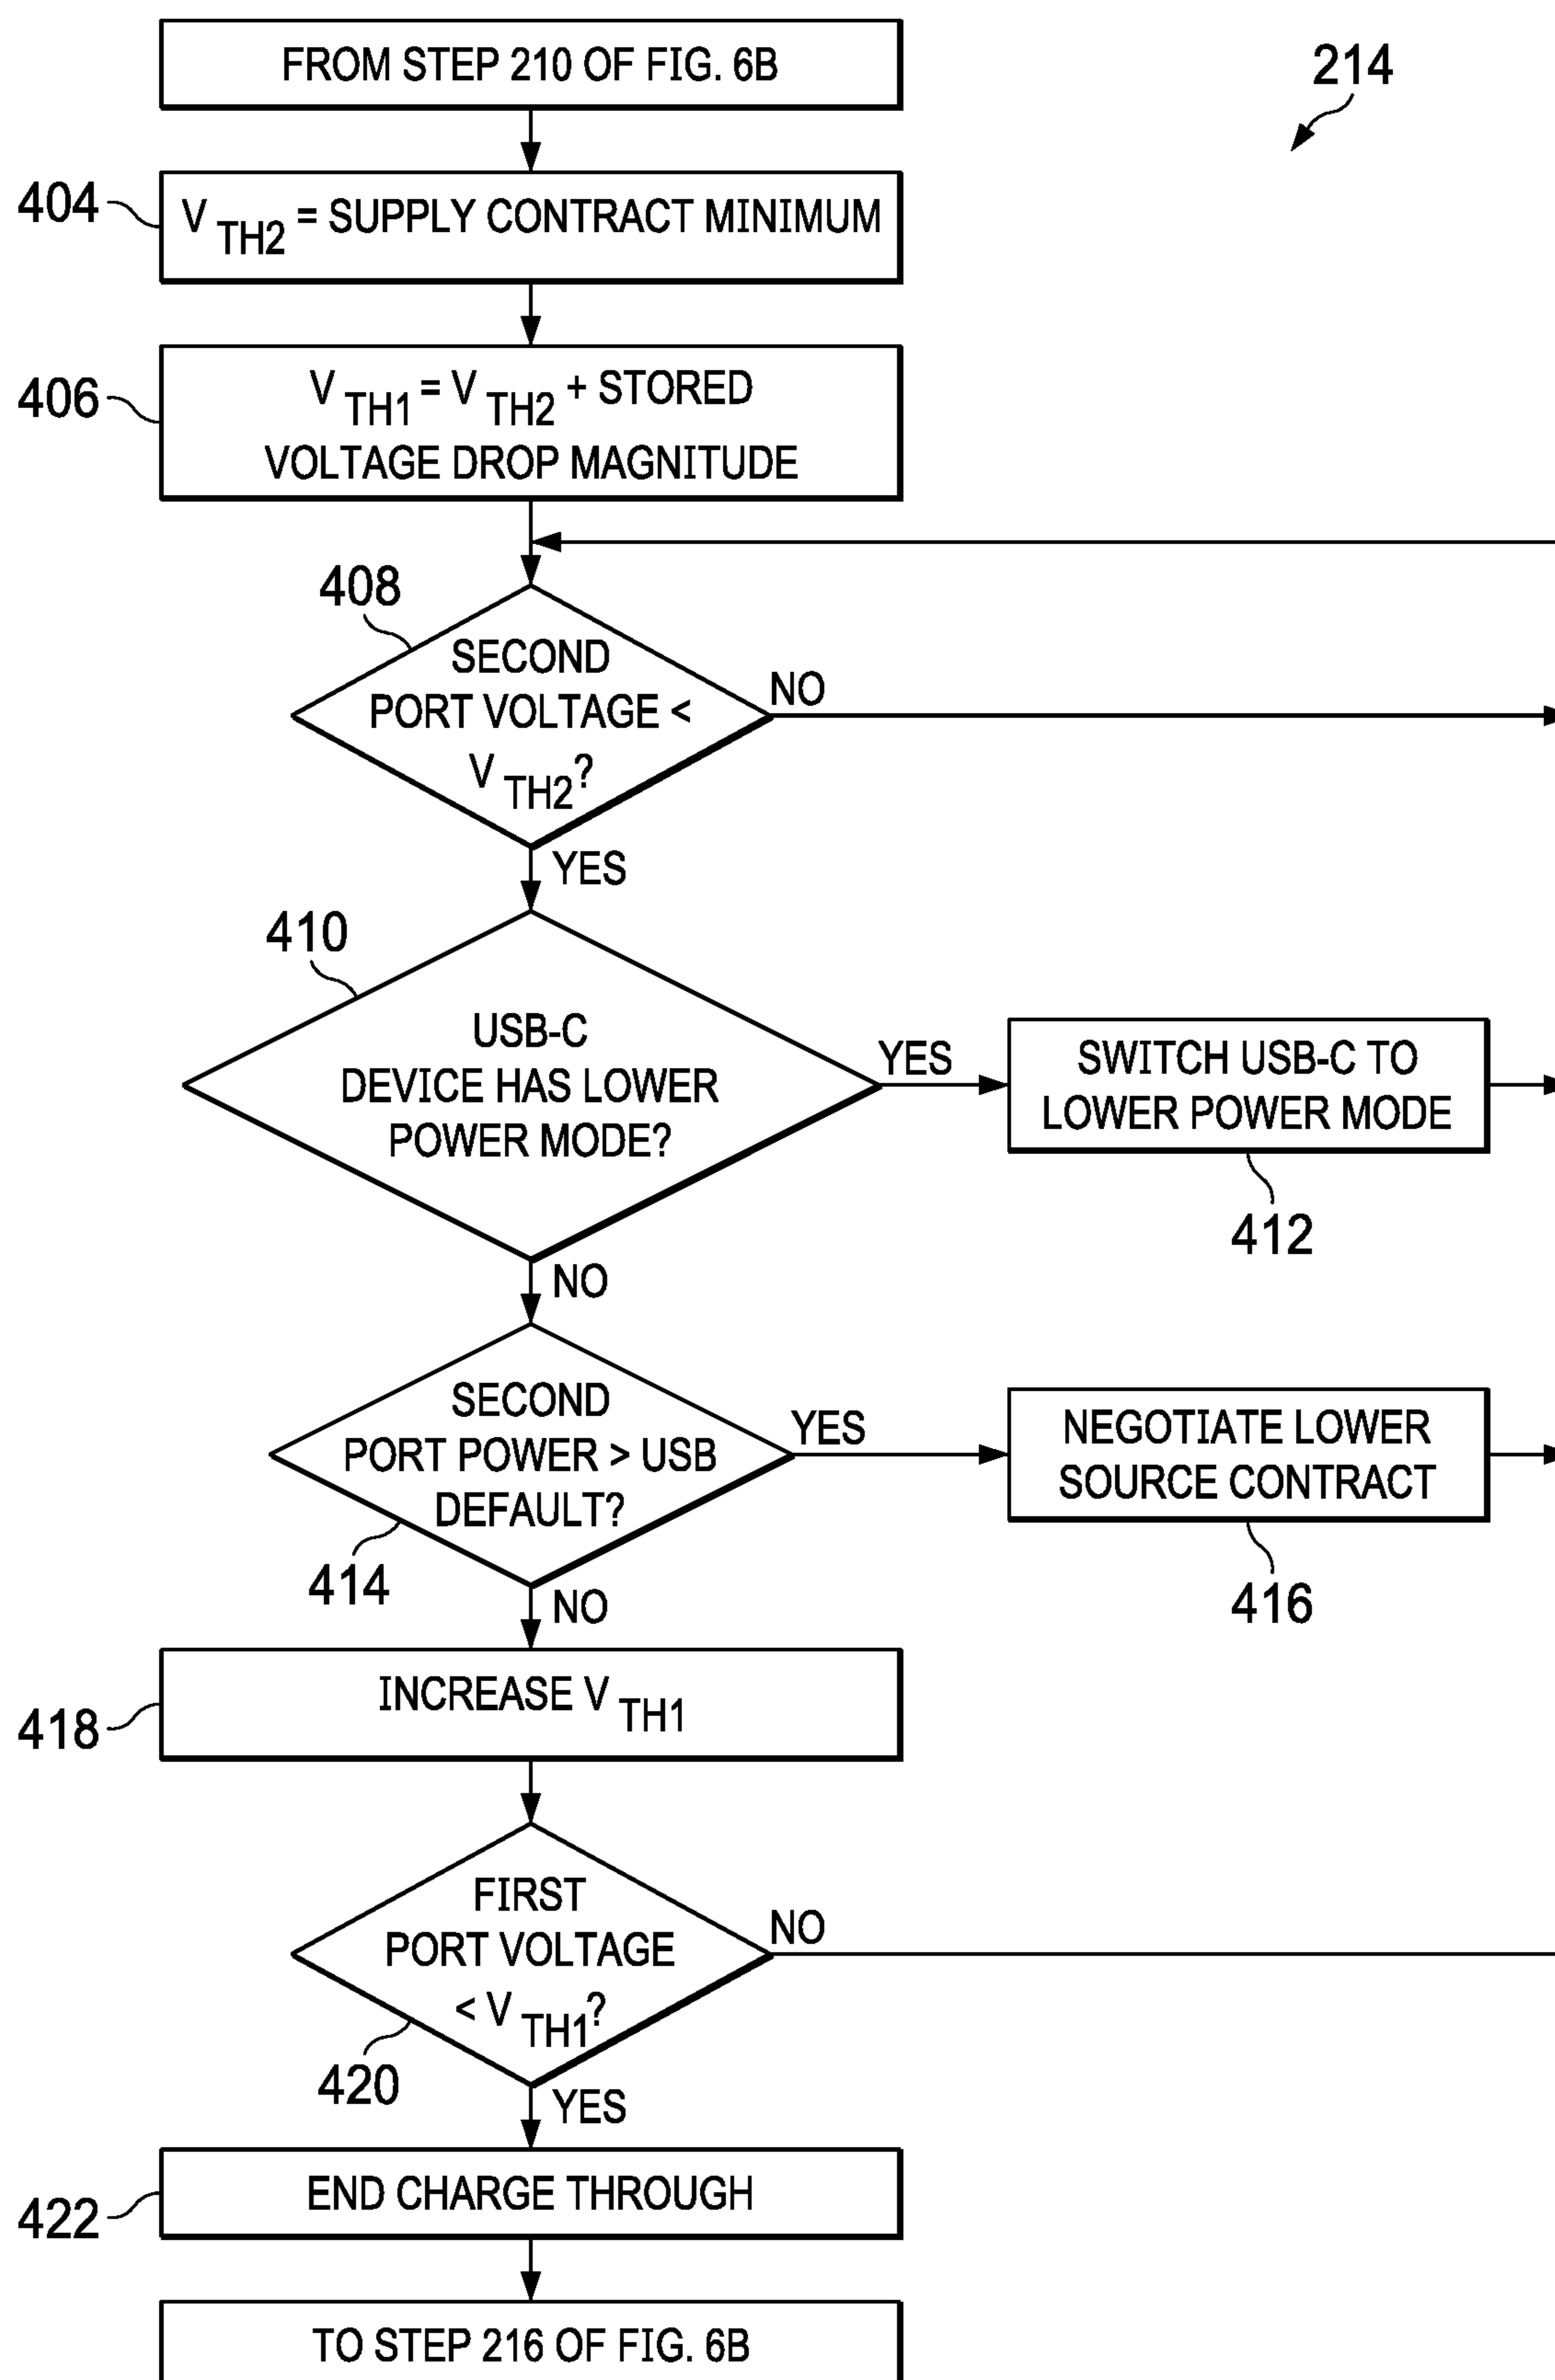 FROM STEP 210 OF FIG. 6B
214
404
V TH2 = SUPPLY CONTRACT MINIMUM
406
V TH1 = V TH2 + STORED
VOLTAGE DROP MAGNITUDE
408
SECOND
PORT VOLTAGE <
V TH2?
NO
YES
410
USB-C
DEVICE HAS LOWER
POWER MODE?
YES
SWITCH USB-C TO
LOWER POWER MODE
412
NO
SECOND
PORT POWER > USB
DEFAULT?
YES
NEGOTIATE LOWER
SOURCE CONTRACT
414
416
NO
418
INCREASE V TH1
FIRST
PORT VOLTAGE
< V TH1?
NO
420
YES
422
END CHARGE THROUGH
TO STEP 216 OF FIG. 6B